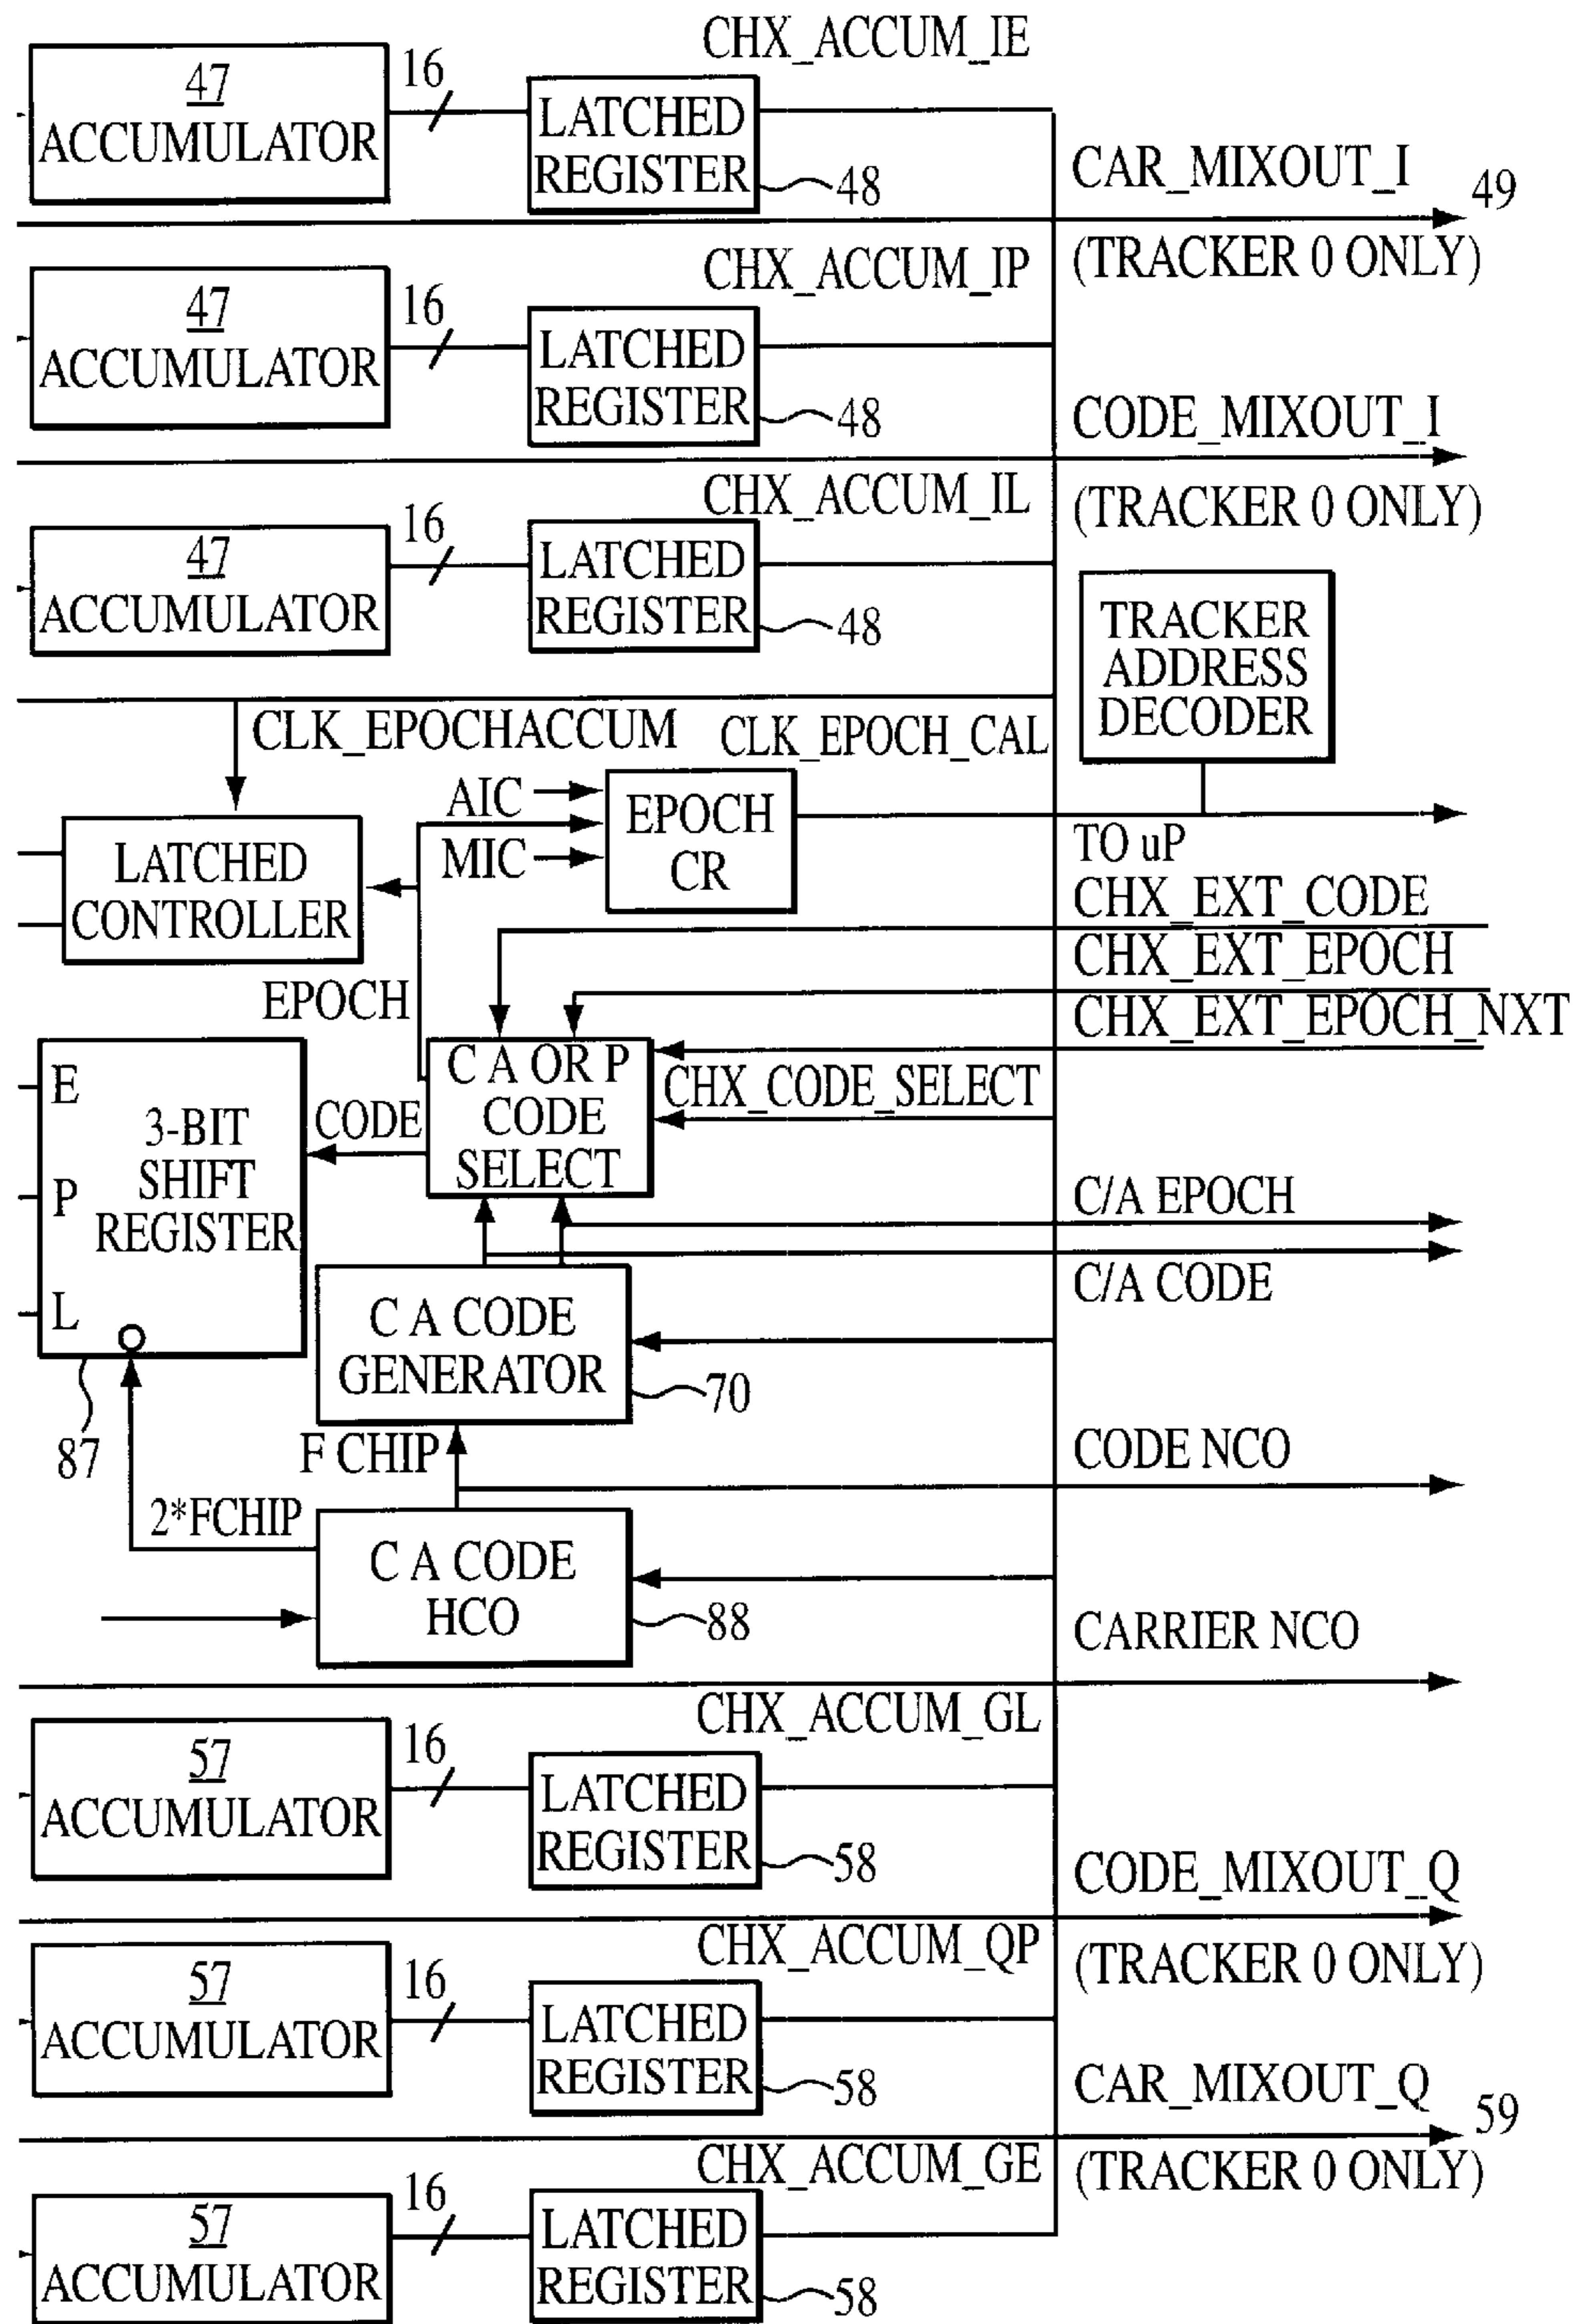 CHX_ACCUM_IE
47
ACCUMULATOR
16
LATCHED
REGISTER
48
CAR_MIXOUT_I
49
(TRACKER 0 ONLY)
CHX_ACCUM_IP
47
ACCUMULATOR
16
LATCHED
REGISTER
48
CODE_MIXOUT_I
(TRACKER 0 ONLY)
CHX_ACCUM_IL
47
ACCUMULATOR
16
LATCHED
REGISTER
48
TRACKER
ADDRESS
DECODER
CLK_EPOCHACCUM
CLK_EPOCH_CAL
AIC
MIC
EPOCH
CR
TO uP
LATCHED
CONTROLLER
CHX_EXT_CODE
CHX_EXT_EPOCH
EPOCH
CHX_EXT_EPOCH_NXT
C A OR P
CODE
SELECT
CHX_CODE_SELECT
CODE
E
P
L
3-BIT
SHIFT
REGISTER
87
C/A EPOCH
C/A CODE
C A CODE
GENERATOR
70
F CHIP
CODE NCO
2*FCHIP
C A CODE
HCO
88
CARRIER NCO
CHX_ACCUM_GL
57
ACCUMULATOR
16
LATCHED
REGISTER
58
CODE_MIXOUT_Q
(TRACKER 0 ONLY)
CHX_ACCUM_QP
57
ACCUMULATOR
16
LATCHED
REGISTER
58
CAR_MIXOUT_Q
59
(TRACKER 0 ONLY)
CHX_ACCUM_GE
57
ACCUMULATOR
16
LATCHED
REGISTER
58